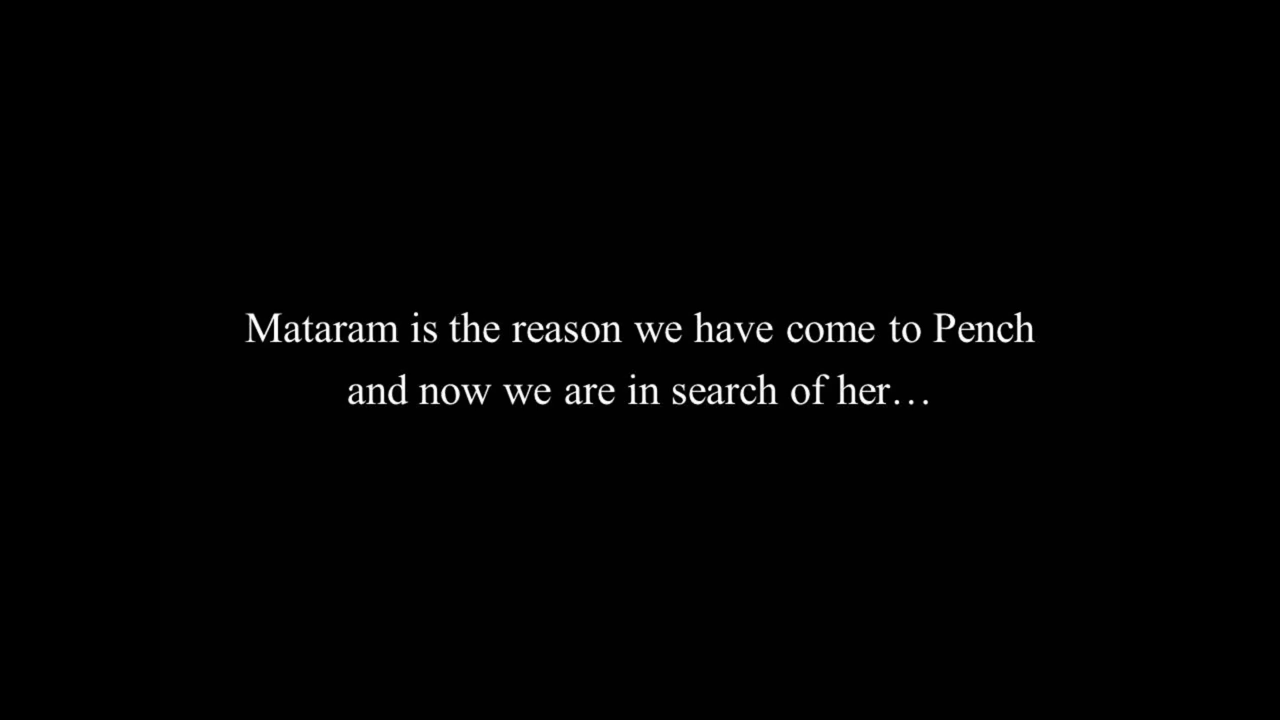 Mataram is the reason we have come to Pench
and now we are in search of her…